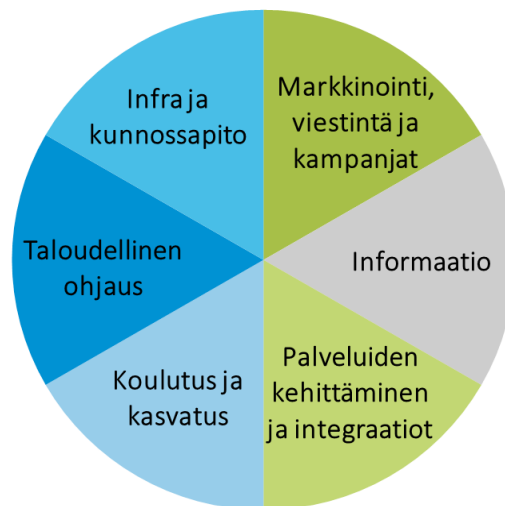 Markkinointi,
viestintä ja
kampanjat
Informaatio
Palveluiden
kehittäminen
ja integraatiot
Koulutus ja
kasvatus
Taloudellinen
ohjaus
Infra ja
kunnossapito